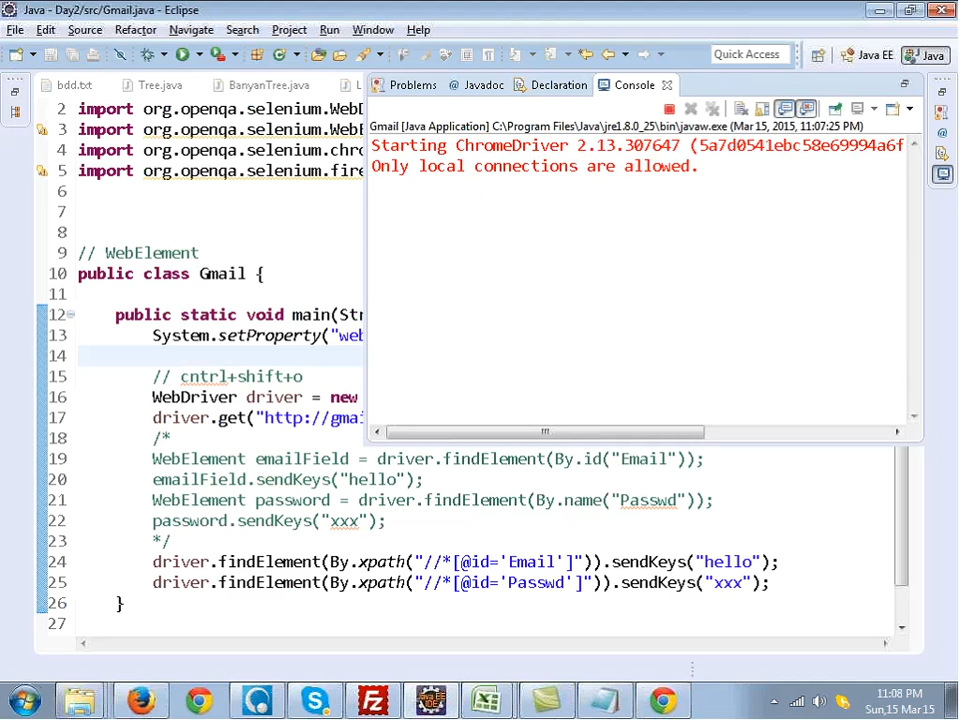 Java - Day2/src/Gmail.java - Eclipse
File Edit Source Refactor Navigate Search Project Run Window Help
Quick Access Java EE Java
bdd.txt Tree.java BanyanTree.java L
Problems @ Javadoc Declaration Console
Gmail [Java Application] C:\Program Files\Java\jre1.8.0_25\bin\javaw.exe (Mar 15, 2015, 11:07:25 PM)
Starting ChromeDriver 2.13.307647 (5a7d0541ebc58e69994a6f
Only local connections are allowed.
2 import org.openqa.selenium.WebD
3 import org.openqa.selenium.WebE
4 import org.openqa.selenium.chro
5 import org.openqa.selenium.fire
6
7
8
9 // WebElement
10 public class Gmail {
11
12 public static void main(Str
13 System.setProperty("web
14
15 // cntrl+shift+o
16 WebDriver driver = new
17 driver.get("http://gmai
18 /*
19 WebElement emailField = driver.findElement(By.id("Email"));
20 emailField.sendKeys("hello");
21 WebElement password = driver.findElement(By.name("Passwd"));
22 password.sendKeys("xxx");
23 */
24 driver.findElement(By.xpath("//*[@id='Email']")).sendKeys("hello");
25 driver.findElement(By.xpath("//*[@id='Passwd']")).sendKeys("xxx");
26 }
27
11:08 PM
Sun,15 Mar15